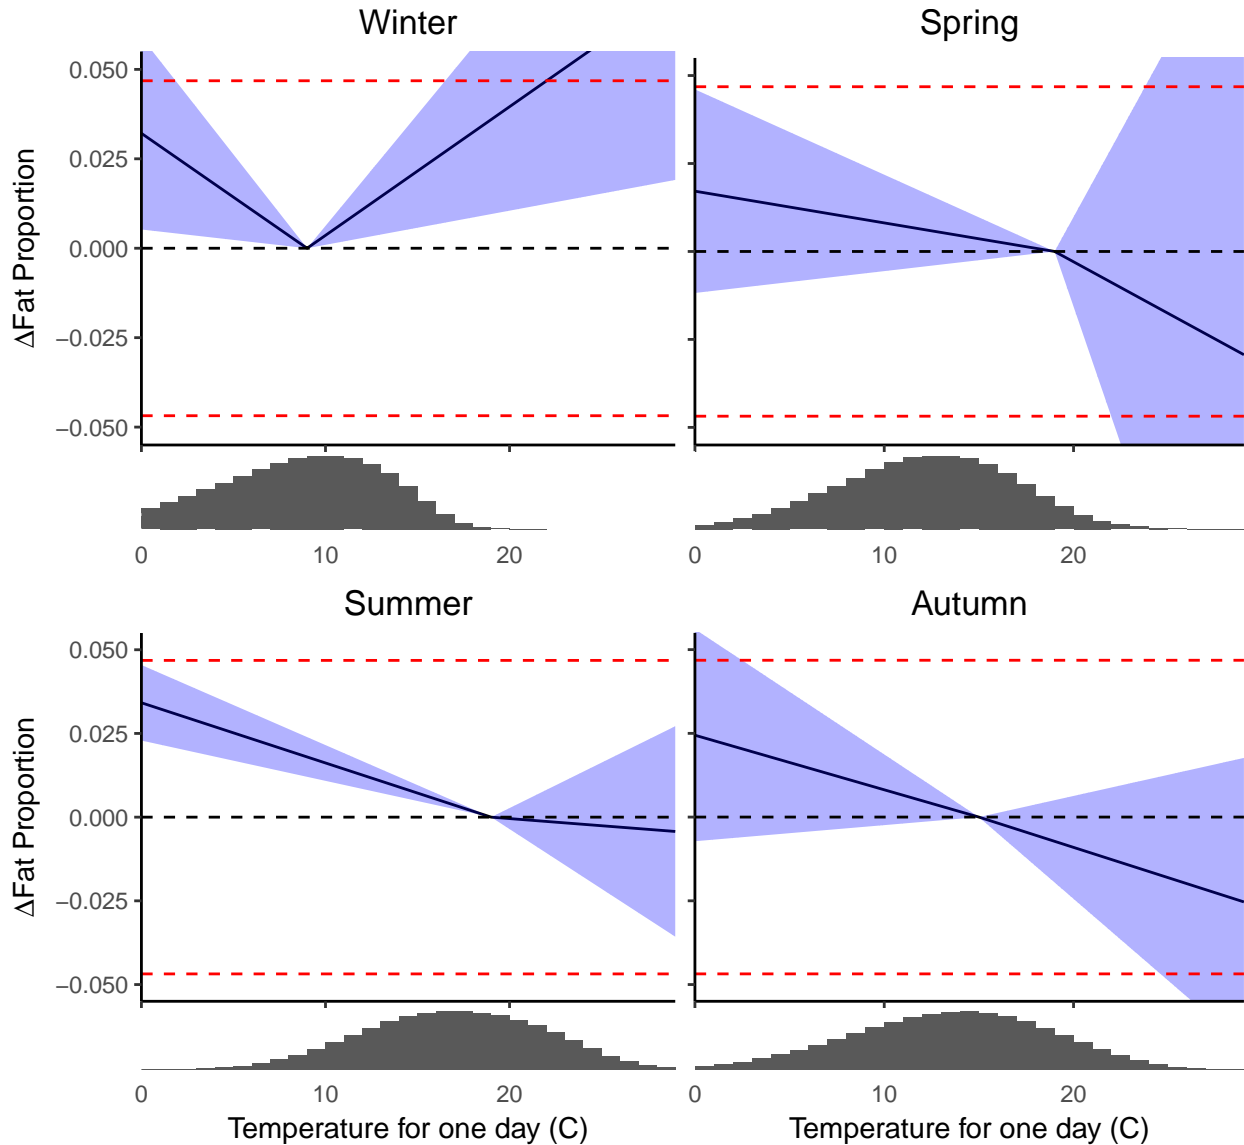 Winter
Spring
0.050
0.025
0.000
−0.025
−0.050
ΔFat Proportion
0 10 20
0 10 20
Summer
Autumn
0.050
0.025
0.000
−0.025
−0.050
ΔFat Proportion
0 10 20
0 10 20
Temperature for one day (C)
Temperature for one day (C)